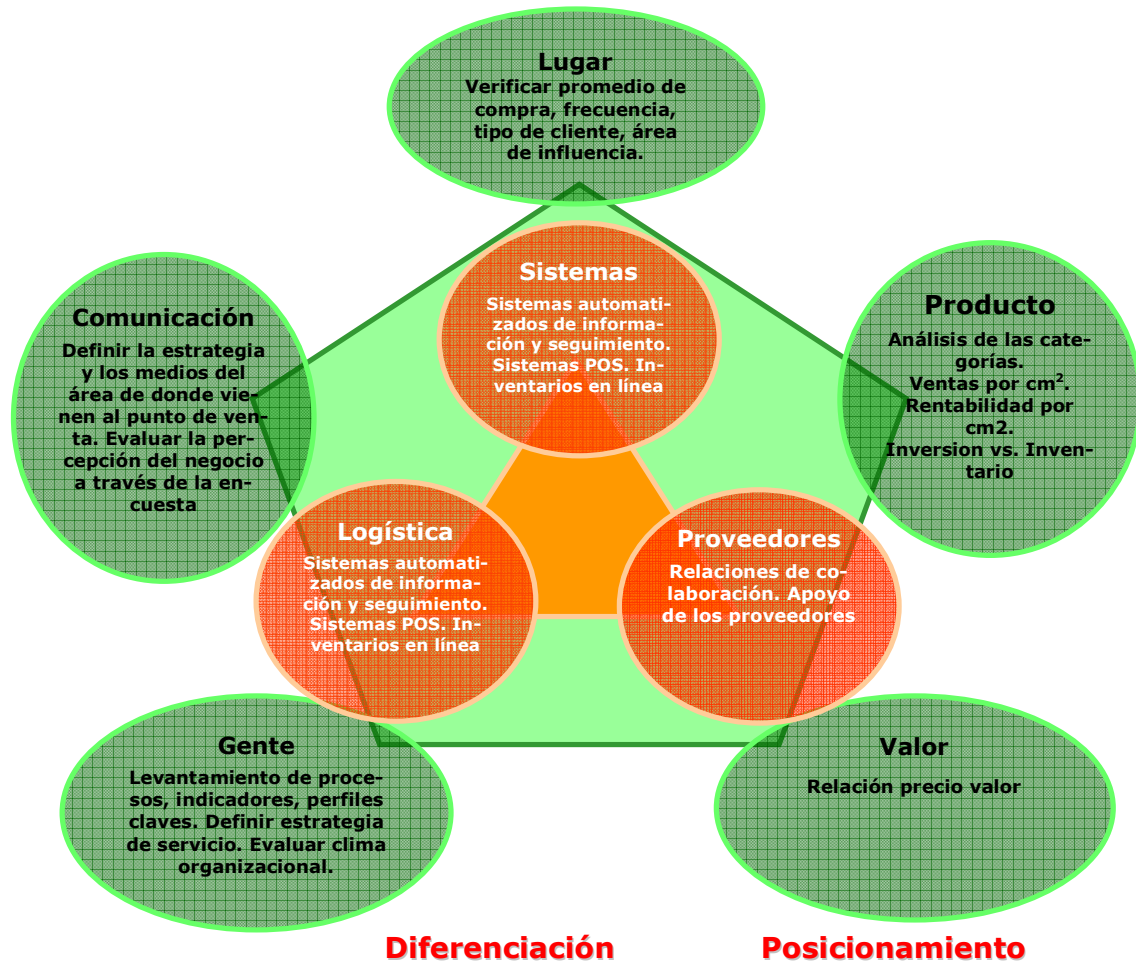 Lugar
Verificar promedio de
compra, frecuencia,
tipo de cliente, área
de influencia.
Sistemas
Sistemas automati-
zados de informa-
ción y seguimiento.
Sistemas POS. In-
ventarios en línea
Comunicación
Definir la estrategia
y los medios del
área de donde vie-
nen al punto de ven-
ta. Evaluar la per-
cepción del negocio
a través de la en-
cuesta
Producto
Análisis de las cate-
gorías.
Ventas por cm².
Rentabilidad por
cm2.
Inversion vs. Inven-
tario
Logística
Sistemas automati-
zados de informa-
ción y seguimiento.
Sistemas POS. In-
ventarios en línea
Proveedores
Relaciones de co-
laboración. Apoyo
de los proveedores
Gente
Levantamiento de proce-
sos, indicadores, perfiles
claves. Definir estrategia
de servicio. Evaluar clima
organizacional.
Valor
Relación precio valor
Diferenciación
Posicionamiento